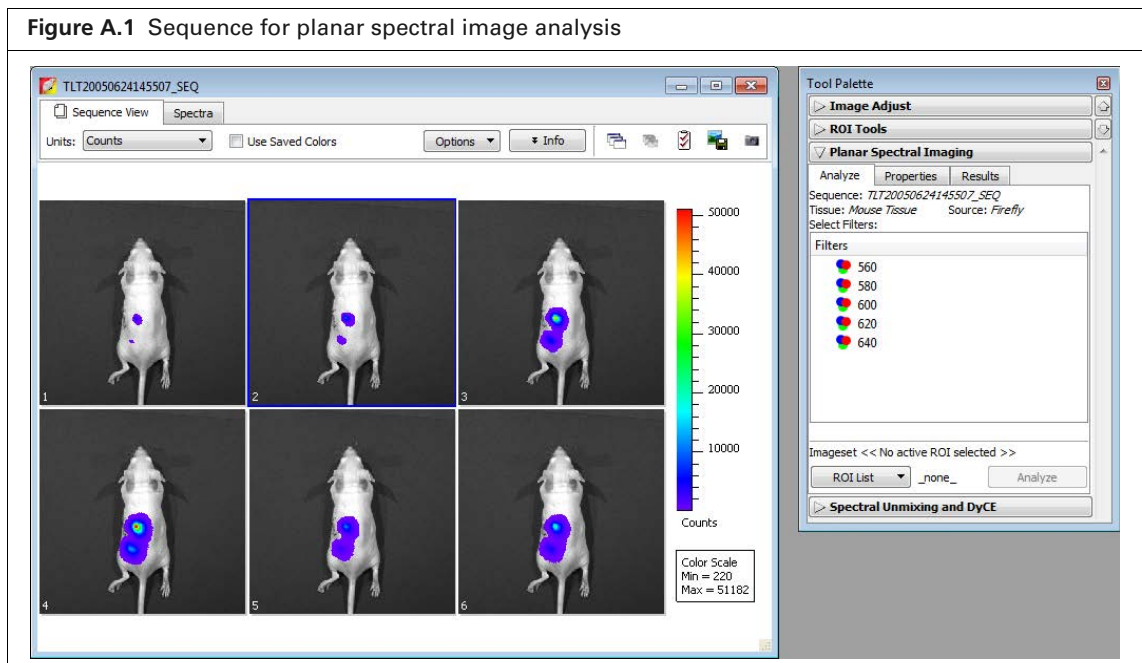 Figure A.1 Sequence for planar spectral image analysis
TLT20050624145507_SEQ
Sequence View Spectra
Units: Counts Use Saved Colors Options Info
1
2
3
4
5
6
50000
40000
30000
20000
10000
Counts
Color Scale
Min = 220
Max = 51182
Tool Palette
Image Adjust
ROI Tools
Planar Spectral Imaging
Analyze Properties Results
Sequence: TLT20050624145507_SEQ
Tissue: Mouse Tissue Source: Firefly
Select Filters:
Filters
560
580
600
620
640
Imageset << No active ROI selected >>
ROI List _none_ Analyze
Spectral Unmixing and DyCE